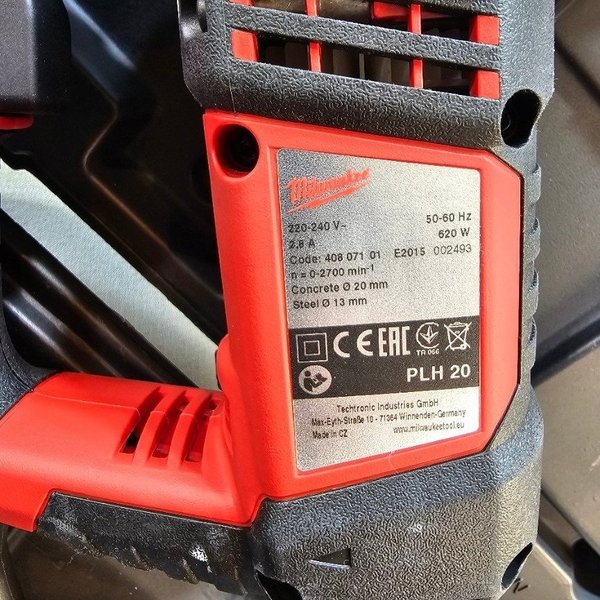 Milwaukee
220-240 V~ 50-60 Hz
2,8 A 620 W
Code: 408 071 01 E2015 002493
n = 0-2700 min-1
Concrete Ø 20 mm
Steel Ø 13 mm
CE EAC TA 066
PLH 20
Techtronic Industries GmbH
Max-Eyth-Straße 10 - 71364 Winnenden-Germany
Made in CZ www.milwaukeetool.eu